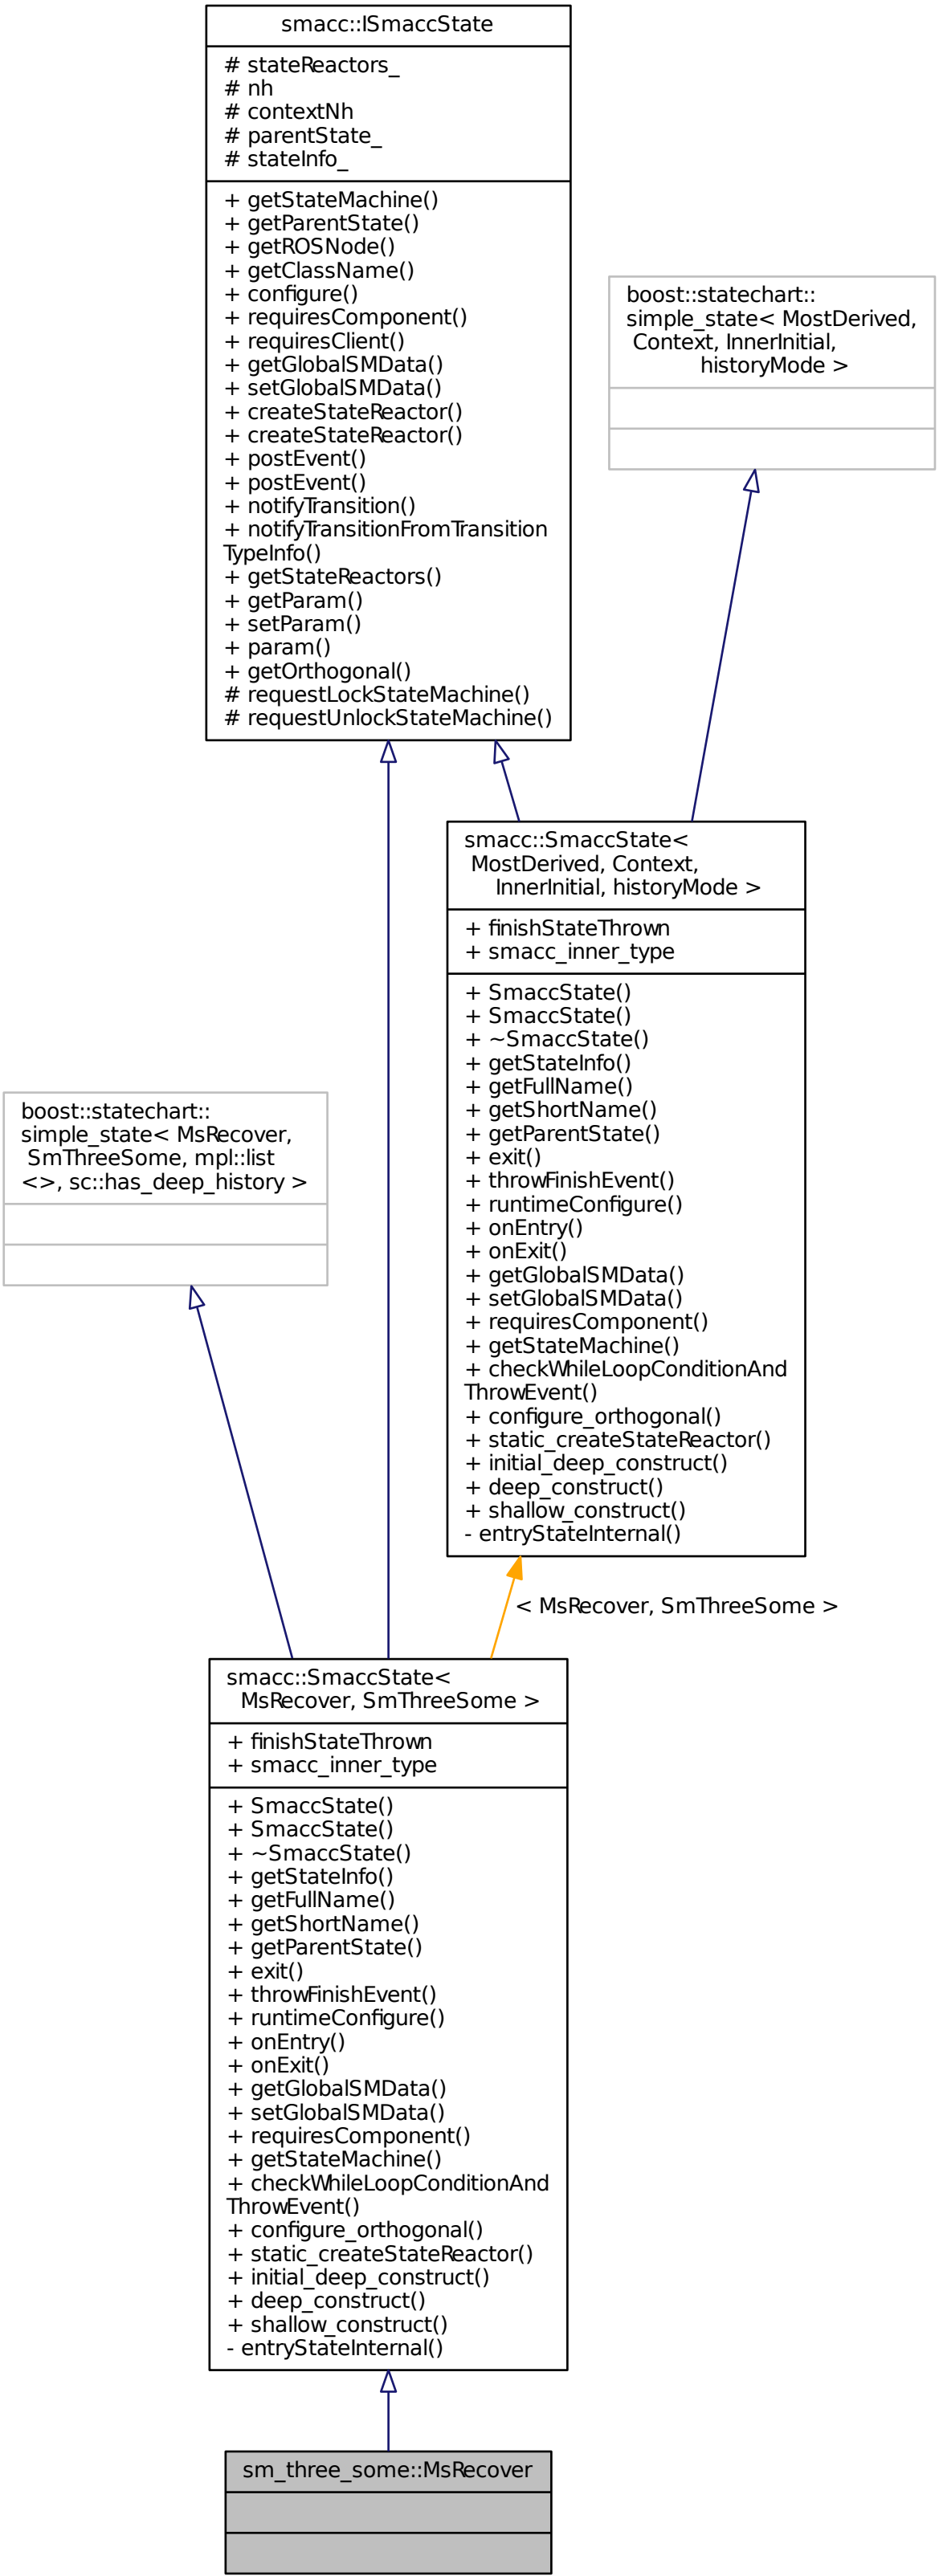 smacc::ISmaccState
# stateReactors_
# nh
# contextNh
# parentState_
# stateInfo_
+ getStateMachine()
+ getParentState()
+ getROSNode()
+ getClassName()
+ configure()
+ requiresComponent()
+ requiresClient()
+ getGlobalSMData()
+ setGlobalSMData()
+ createStateReactor()
+ createStateReactor()
+ postEvent()
+ postEvent()
+ notifyTransition()
+ notifyTransitionFromTransition
TypeInfo()
+ getStateReactors()
+ getParam()
+ setParam()
+ param()
+ getOrthogonal()
# requestLockStateMachine()
# requestUnlockStateMachine()
boost::statechart::
simple_state< MostDerived,
Context, InnerInitial,
historyMode >
smacc::SmaccState<
MostDerived, Context,
InnerInitial, historyMode >
+ finishStateThrown
+ smacc_inner_type
+ SmaccState()
+ SmaccState()
+ ~SmaccState()
+ getStateInfo()
+ getFullName()
+ getShortName()
+ getParentState()
+ exit()
+ throwFinishEvent()
+ runtimeConfigure()
+ onEntry()
+ onExit()
+ getGlobalSMData()
+ setGlobalSMData()
+ requiresComponent()
+ getStateMachine()
+ checkWhileLoopConditionAnd
ThrowEvent()
+ configure_orthogonal()
+ static_createStateReactor()
+ initial_deep_construct()
+ deep_construct()
+ shallow_construct()
- entryStateInternal()
boost::statechart::
simple_state< MsRecover,
SmThreeSome, mpl::list
<>, sc::has_deep_history >
< MsRecover, SmThreeSome >
smacc::SmaccState<
MsRecover, SmThreeSome >
+ finishStateThrown
+ smacc_inner_type
+ SmaccState()
+ SmaccState()
+ ~SmaccState()
+ getStateInfo()
+ getFullName()
+ getShortName()
+ getParentState()
+ exit()
+ throwFinishEvent()
+ runtimeConfigure()
+ onEntry()
+ onExit()
+ getGlobalSMData()
+ setGlobalSMData()
+ requiresComponent()
+ getStateMachine()
+ checkWhileLoopConditionAnd
ThrowEvent()
+ configure_orthogonal()
+ static_createStateReactor()
+ initial_deep_construct()
+ deep_construct()
+ shallow_construct()
- entryStateInternal()
sm_three_some::MsRecover